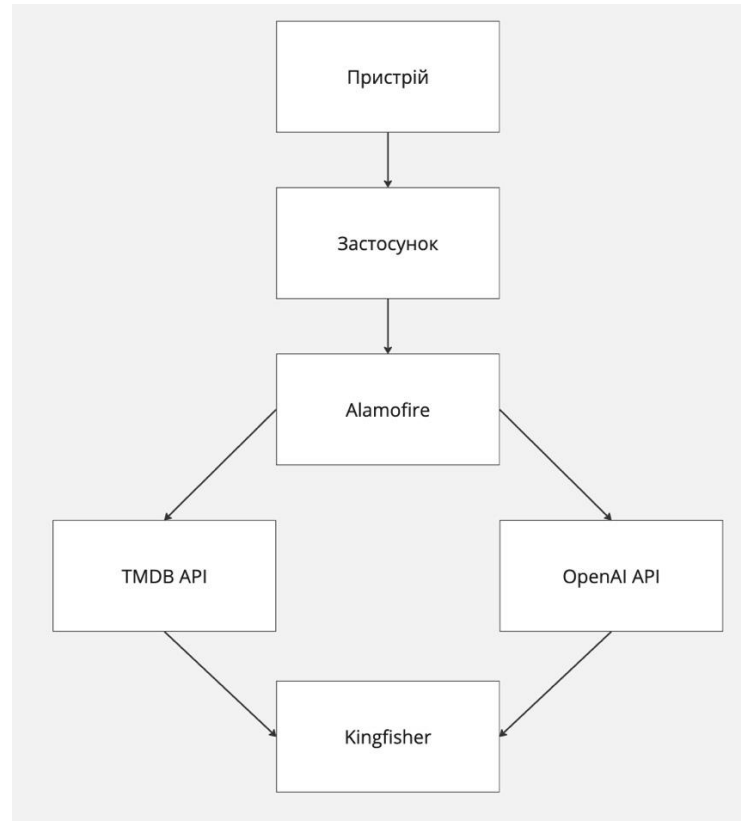 Пристрій
Застосунок
Alamofire
TMDB API
OpenAI API
Kingfisher